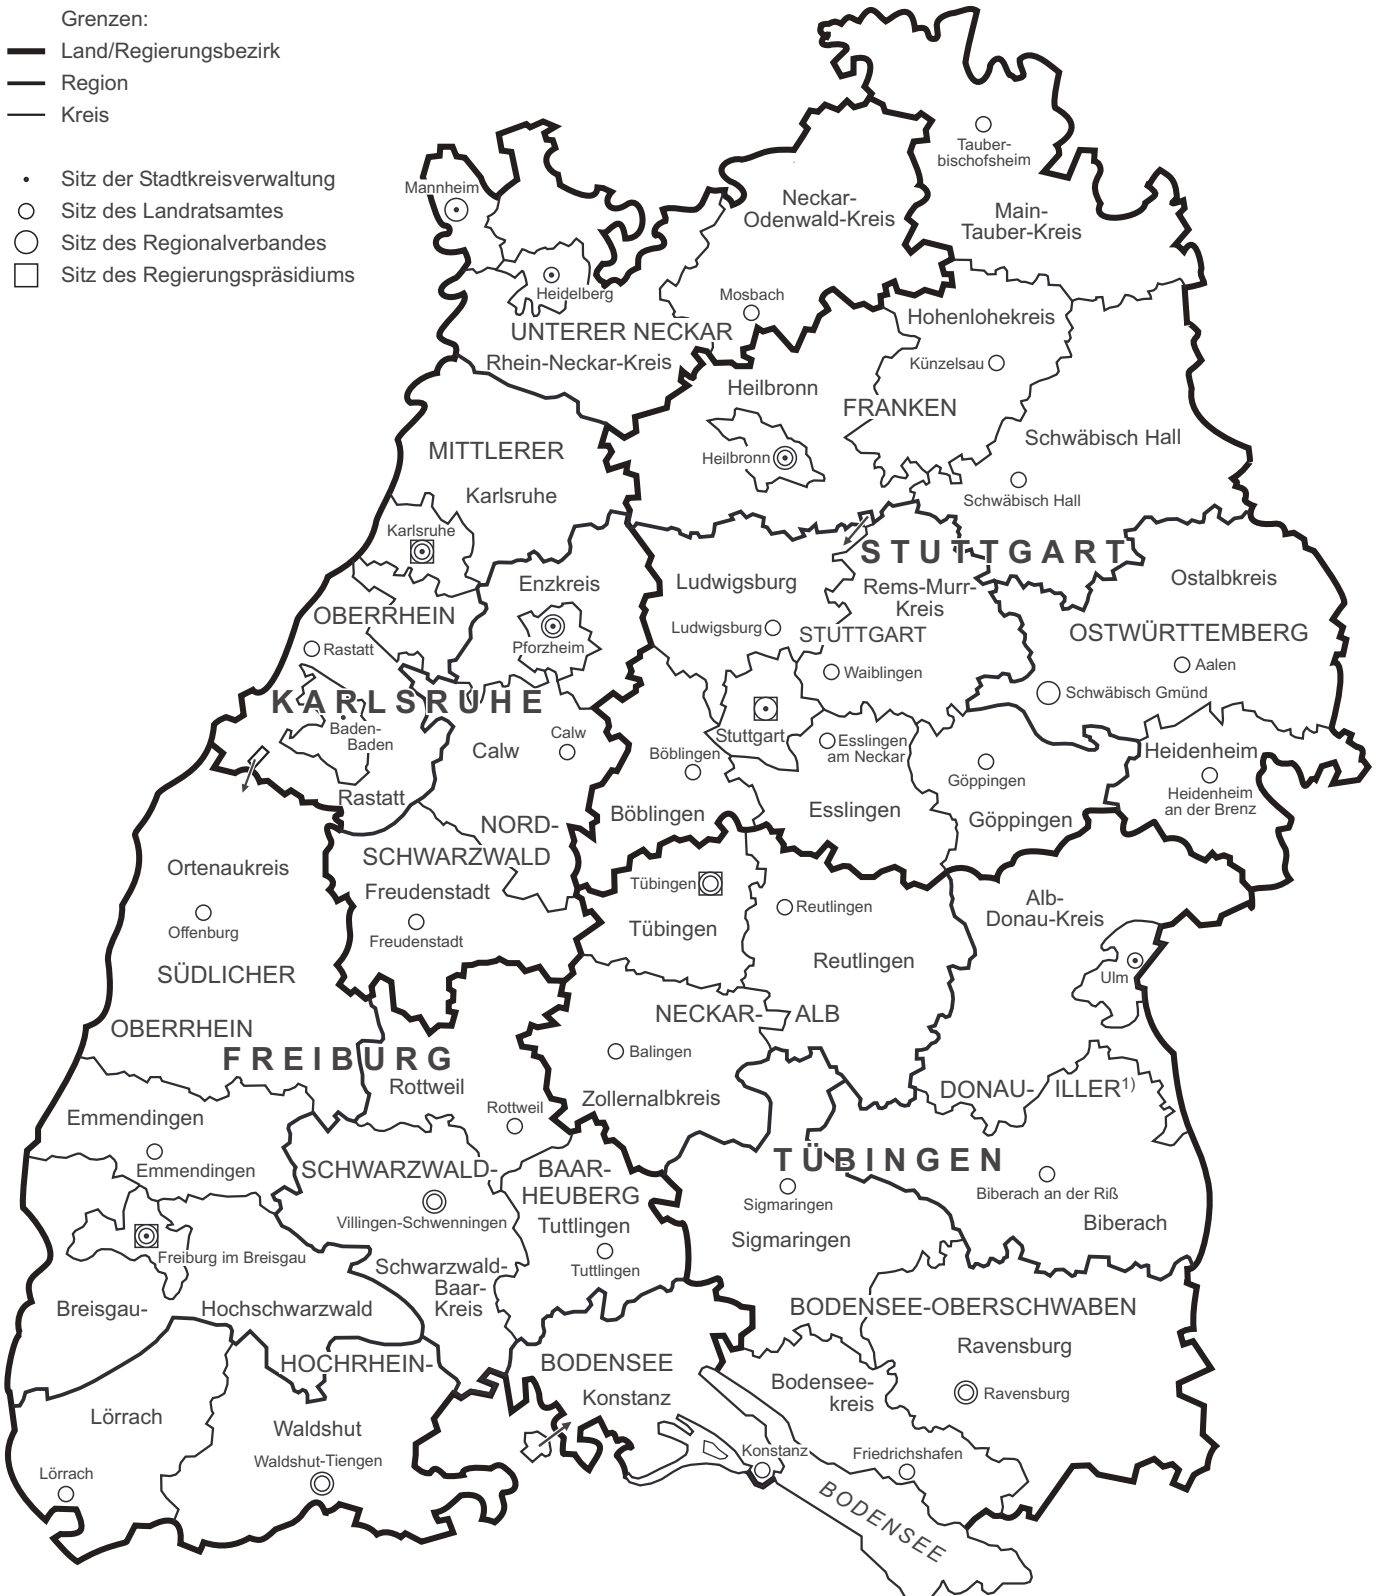 Grenzen:
Land/Regierungsbezirk
Region
Kreis
Sitz der Stadtkreisverwaltung
Sitz des Landratsamtes
Sitz des Regionalverbandes
Sitz des Regierungspräsidiums
Tauber-
bischofsheim
Main-
Tauber-Kreis
Neckar-
Odenwald-Kreis
Mosbach
Mannheim
Heidelberg
UNTERER NECKAR
Rhein-Neckar-Kreis
Hohenlohekreis
Künzelsau
Heilbronn
FRANKEN
Heilbronn
Schwäbisch Hall
Schwäbisch Hall
MITTLERER
Karlsruhe
Karlsruhe
OBERRHEIN
Rastatt
Enzkreis
Pforzheim
KARLSRUHE
Baden-
Baden
Rastatt
Calw
Calw
NORD-
SCHWARZWALD
Freudenstadt
Freudenstadt
STUTTGART
Ludwigsburg
Ludwigsburg
Rems-Murr-
Kreis
STUTTGART
Waiblingen
Stuttgart
Böblingen
Böblingen
Esslingen
am Neckar
Esslingen
Göppingen
Göppingen
Ostalbkreis
OSTWÜRTTEMBERG
Aalen
Schwäbisch Gmünd
Heidenheim
Heidenheim
an der Brenz
Ortenaukreis
Offenburg
SÜDLICHER
OBERRHEIN
FREIBURG
Rottweil
Rottweil
Emmendingen
Emmendingen
Freiburg im Breisgau
Breisgau-
Hochschwarzwald
SCHWARZWALD-
Villingen-Schwenningen
Schwarzwald-
Baar-
Kreis
BAAR-
HEUBERG
Tuttlingen
Tuttlingen
HOCHRHEIN-
BODENSEE
Lörrach
Lörrach
Waldshut
Waldshut-Tiengen
Konstanz
Konstanz
Tübingen
Tübingen
Reutlingen
Reutlingen
NECKAR-
ALB
Balingen
Zollernalbkreis
Alb-
Donau-Kreis
Ulm
DONAU-
ILLER1)
TÜBINGEN
Biberach an der Riß
Biberach
Sigmaringen
Sigmaringen
BODENSEE-OBERSCHWABEN
Ravensburg
Ravensburg
Bodensee-
kreis
Friedrichshafen
BODENSEE